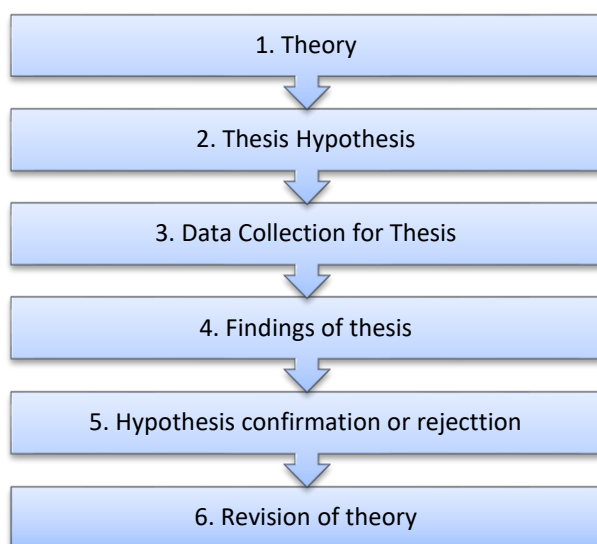 1. Theory
2. Thesis Hypothesis
3. Data Collection for Thesis
4. Findings of thesis
5. Hypothesis confirmation or rejecttion
6. Revision of theory